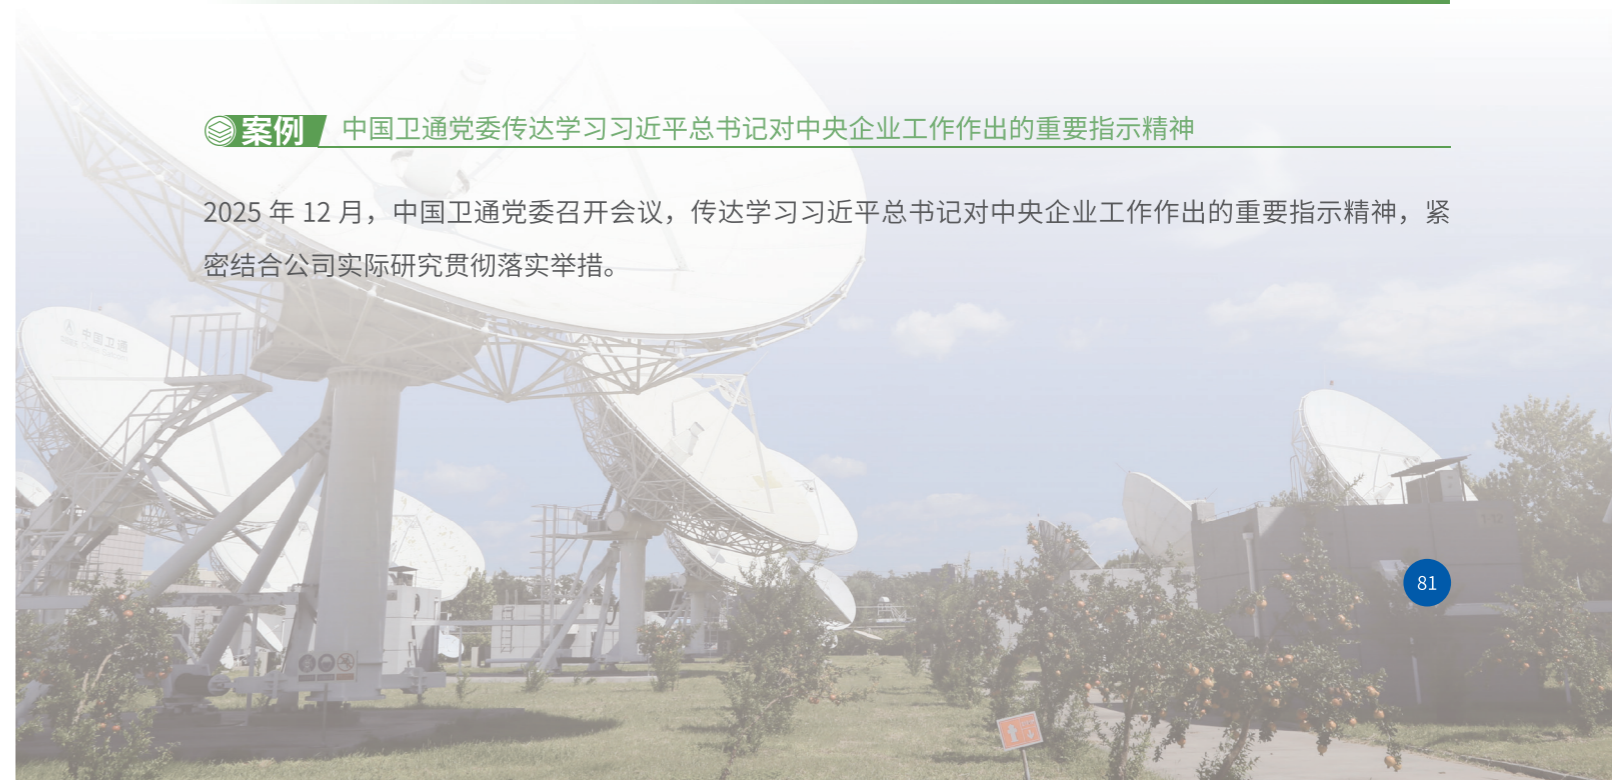 案例 中国卫通党委传达学习习近平总书记对中央企业工作作出的重要指示精神
2025 年 12 月，中国卫通党委召开会议，传达学习习近平总书记对中央企业工作作出的重要指示精神，紧
密结合公司实际研究贯彻落实举措。
中国卫通
81